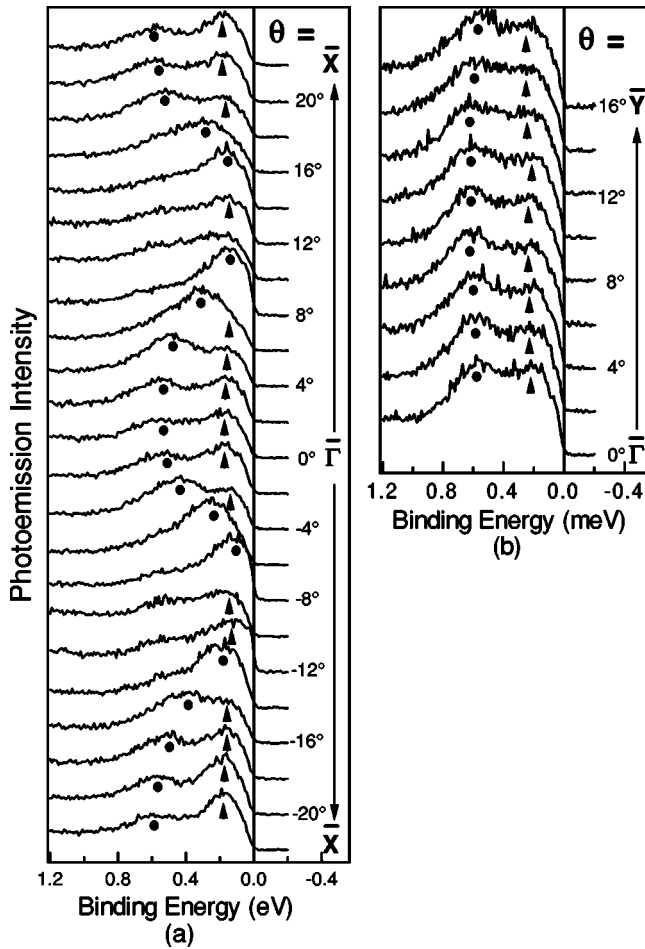 Photoemission Intensity
θ =
X̄
20°
16°
12°
8°
4°
0° Γ̄
-4°
-8°
-12°
-16°
-20°
X̄
1.2 0.8 0.4 0.0 -0.4
Binding Energy (eV)
(a)
θ =
16° Ȳ
12°
8°
4°
0° Γ̄
1.2 0.8 0.4 0.0 -0.4
Binding Energy (meV)
(b)